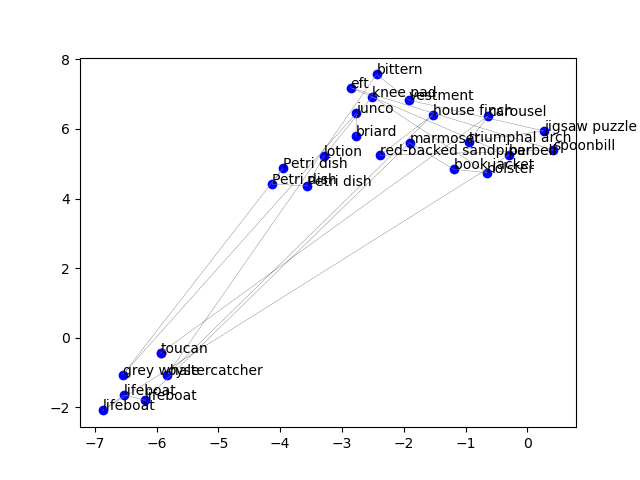 8
bittern
eft
knee pad
vestment
junco
house finch
carousel
6
jigsaw puzzle
briard
marmoset
triumphal arch
lotion
red-backed sandpiper
barbell
spoonbill
Petri dish
book jacket
holster
Petri dish
Petri dish
4
2
0
toucan
grey whale
oystercatcher
lifeboat
lifeboat
lifeboat
−2
−7
−6
−5
−4
−3
−2
−1
0